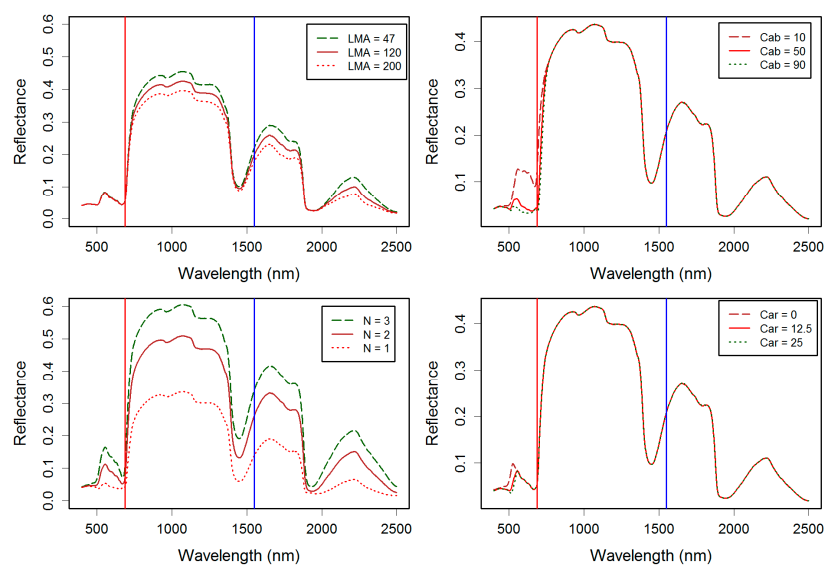 LMA = 47
LMA = 120
LMA = 200
Reflectance
0.0 0.1 0.2 0.3 0.4 0.5 0.6
500 1000 1500 2000 2500
Wavelength (nm)
Cab = 10
Cab = 50
Cab = 90
Reflectance
0.1 0.2 0.3 0.4
500 1000 1500 2000 2500
Wavelength (nm)
N = 3
N = 2
N = 1
Reflectance
0.0 0.1 0.2 0.3 0.4 0.5 0.6
500 1000 1500 2000 2500
Wavelength (nm)
Car = 0
Car = 12.5
Car = 25
Reflectance
0.1 0.2 0.3 0.4
500 1000 1500 2000 2500
Wavelength (nm)